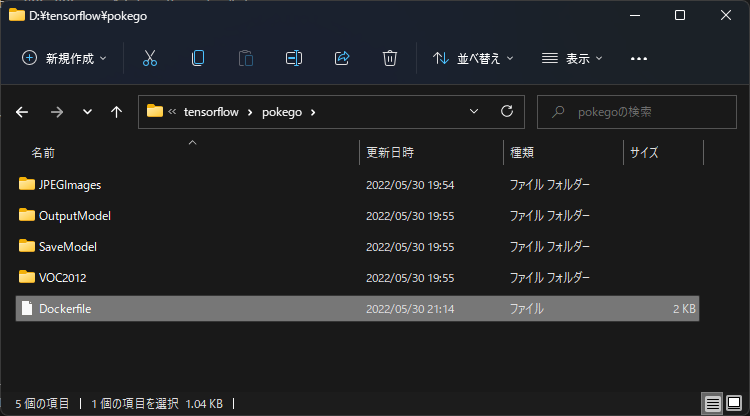 D:¥tensorflow¥pokego
新規作成 並べ替え 表示
« tensorflow › pokego › pokegoの検索
名前 更新日時 種類 サイズ
JPEGImages 2022/05/30 19:54 ファイル フォルダー
OutputModel 2022/05/30 19:55 ファイル フォルダー
SaveModel 2022/05/30 19:55 ファイル フォルダー
VOC2012 2022/05/30 19:55 ファイル フォルダー
Dockerfile 2022/05/30 21:14 ファイル 2 KB
5 個の項目 | 1 個の項目を選択 1.04 KB |